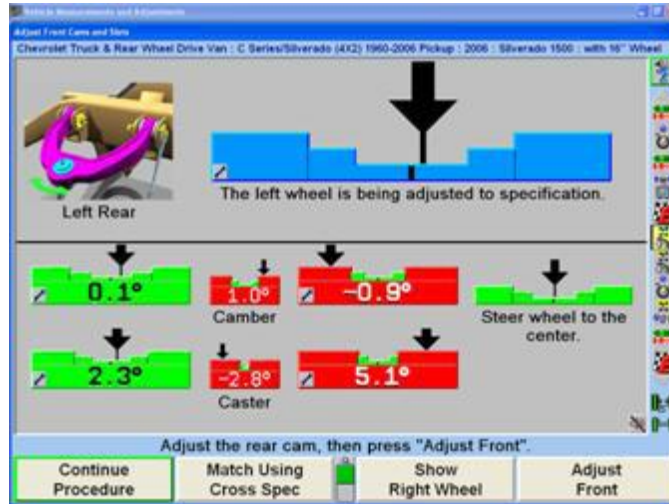 Vehicle Measurements and Adjustments
Adjust Front Cams and Slots
Chevrolet Truck & Rear Wheel Drive Van : C Series/Silverado (4X2) 1960-2006 Pickup : 2006 : Silverado 1500 : with 16" Wheel
Left Rear
The left wheel is being adjusted to specification.
0.1° 1.0° -0.9°
Camber
Steer wheel to the
center.
2.3° -2.8° 5.1°
Caster
Adjust the rear cam, then press "Adjust Front".
Continue
Procedure
Match Using
Cross Spec
Show
Right Wheel
Adjust
Front